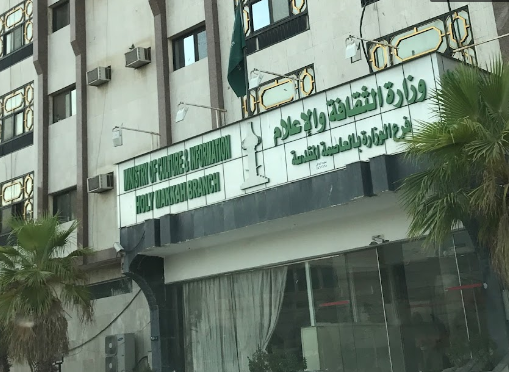 وزارة الثقافة والإعلام
فرع الوزارة بالعاصمة المقدسة
MINISTRY OF CULTURE & INFORMATION
HOLY MAKKAH BRANCH